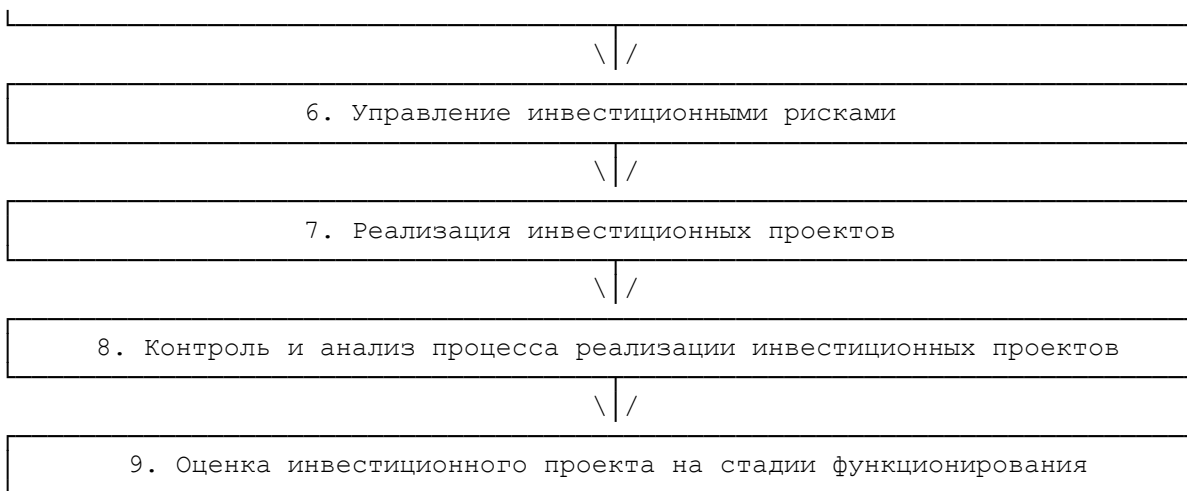 6. Управление инвестиционными рисками
7. Реализация инвестиционных проектов
8. Контроль и анализ процесса реализации инвестиционных проектов
9. Оценка инвестиционного проекта на стадии функционирования